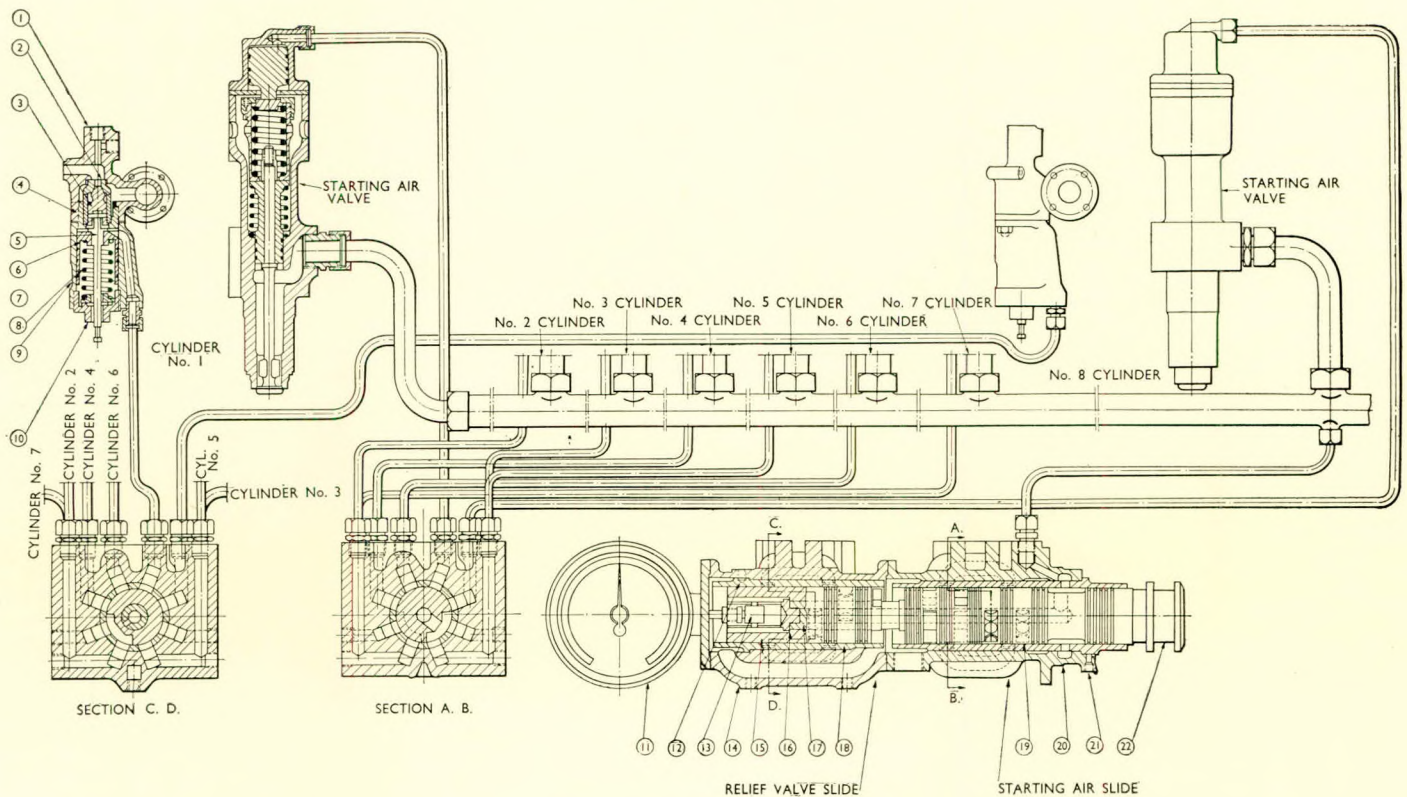 1
2
3
4
5
6
7
8
9
10
STARTING AIR
VALVE
STARTING AIR
VALVE
CYLINDER
No. 1
No. 2 CYLINDER
No. 3 CYLINDER
No. 4 CYLINDER
No. 5 CYLINDER
No. 6 CYLINDER
No. 7 CYLINDER
No. 8 CYLINDER
CYLINDER No. 7
CYLINDER No. 2
CYLINDER No. 4
CYLINDER No. 6
CYL.
No. 5
CYLINDER No. 3
C.
A.
D.
B.
SECTION C. D.
SECTION A. B.
11
12
13
14
15
16
17
18
19
20
21
22
RELIEF VALVE SLIDE
STARTING AIR SLIDE